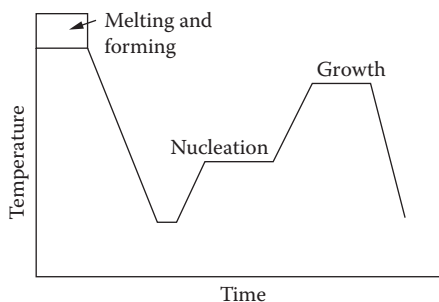 Melting and
forming
Growth
Nucleation
Temperature
Time